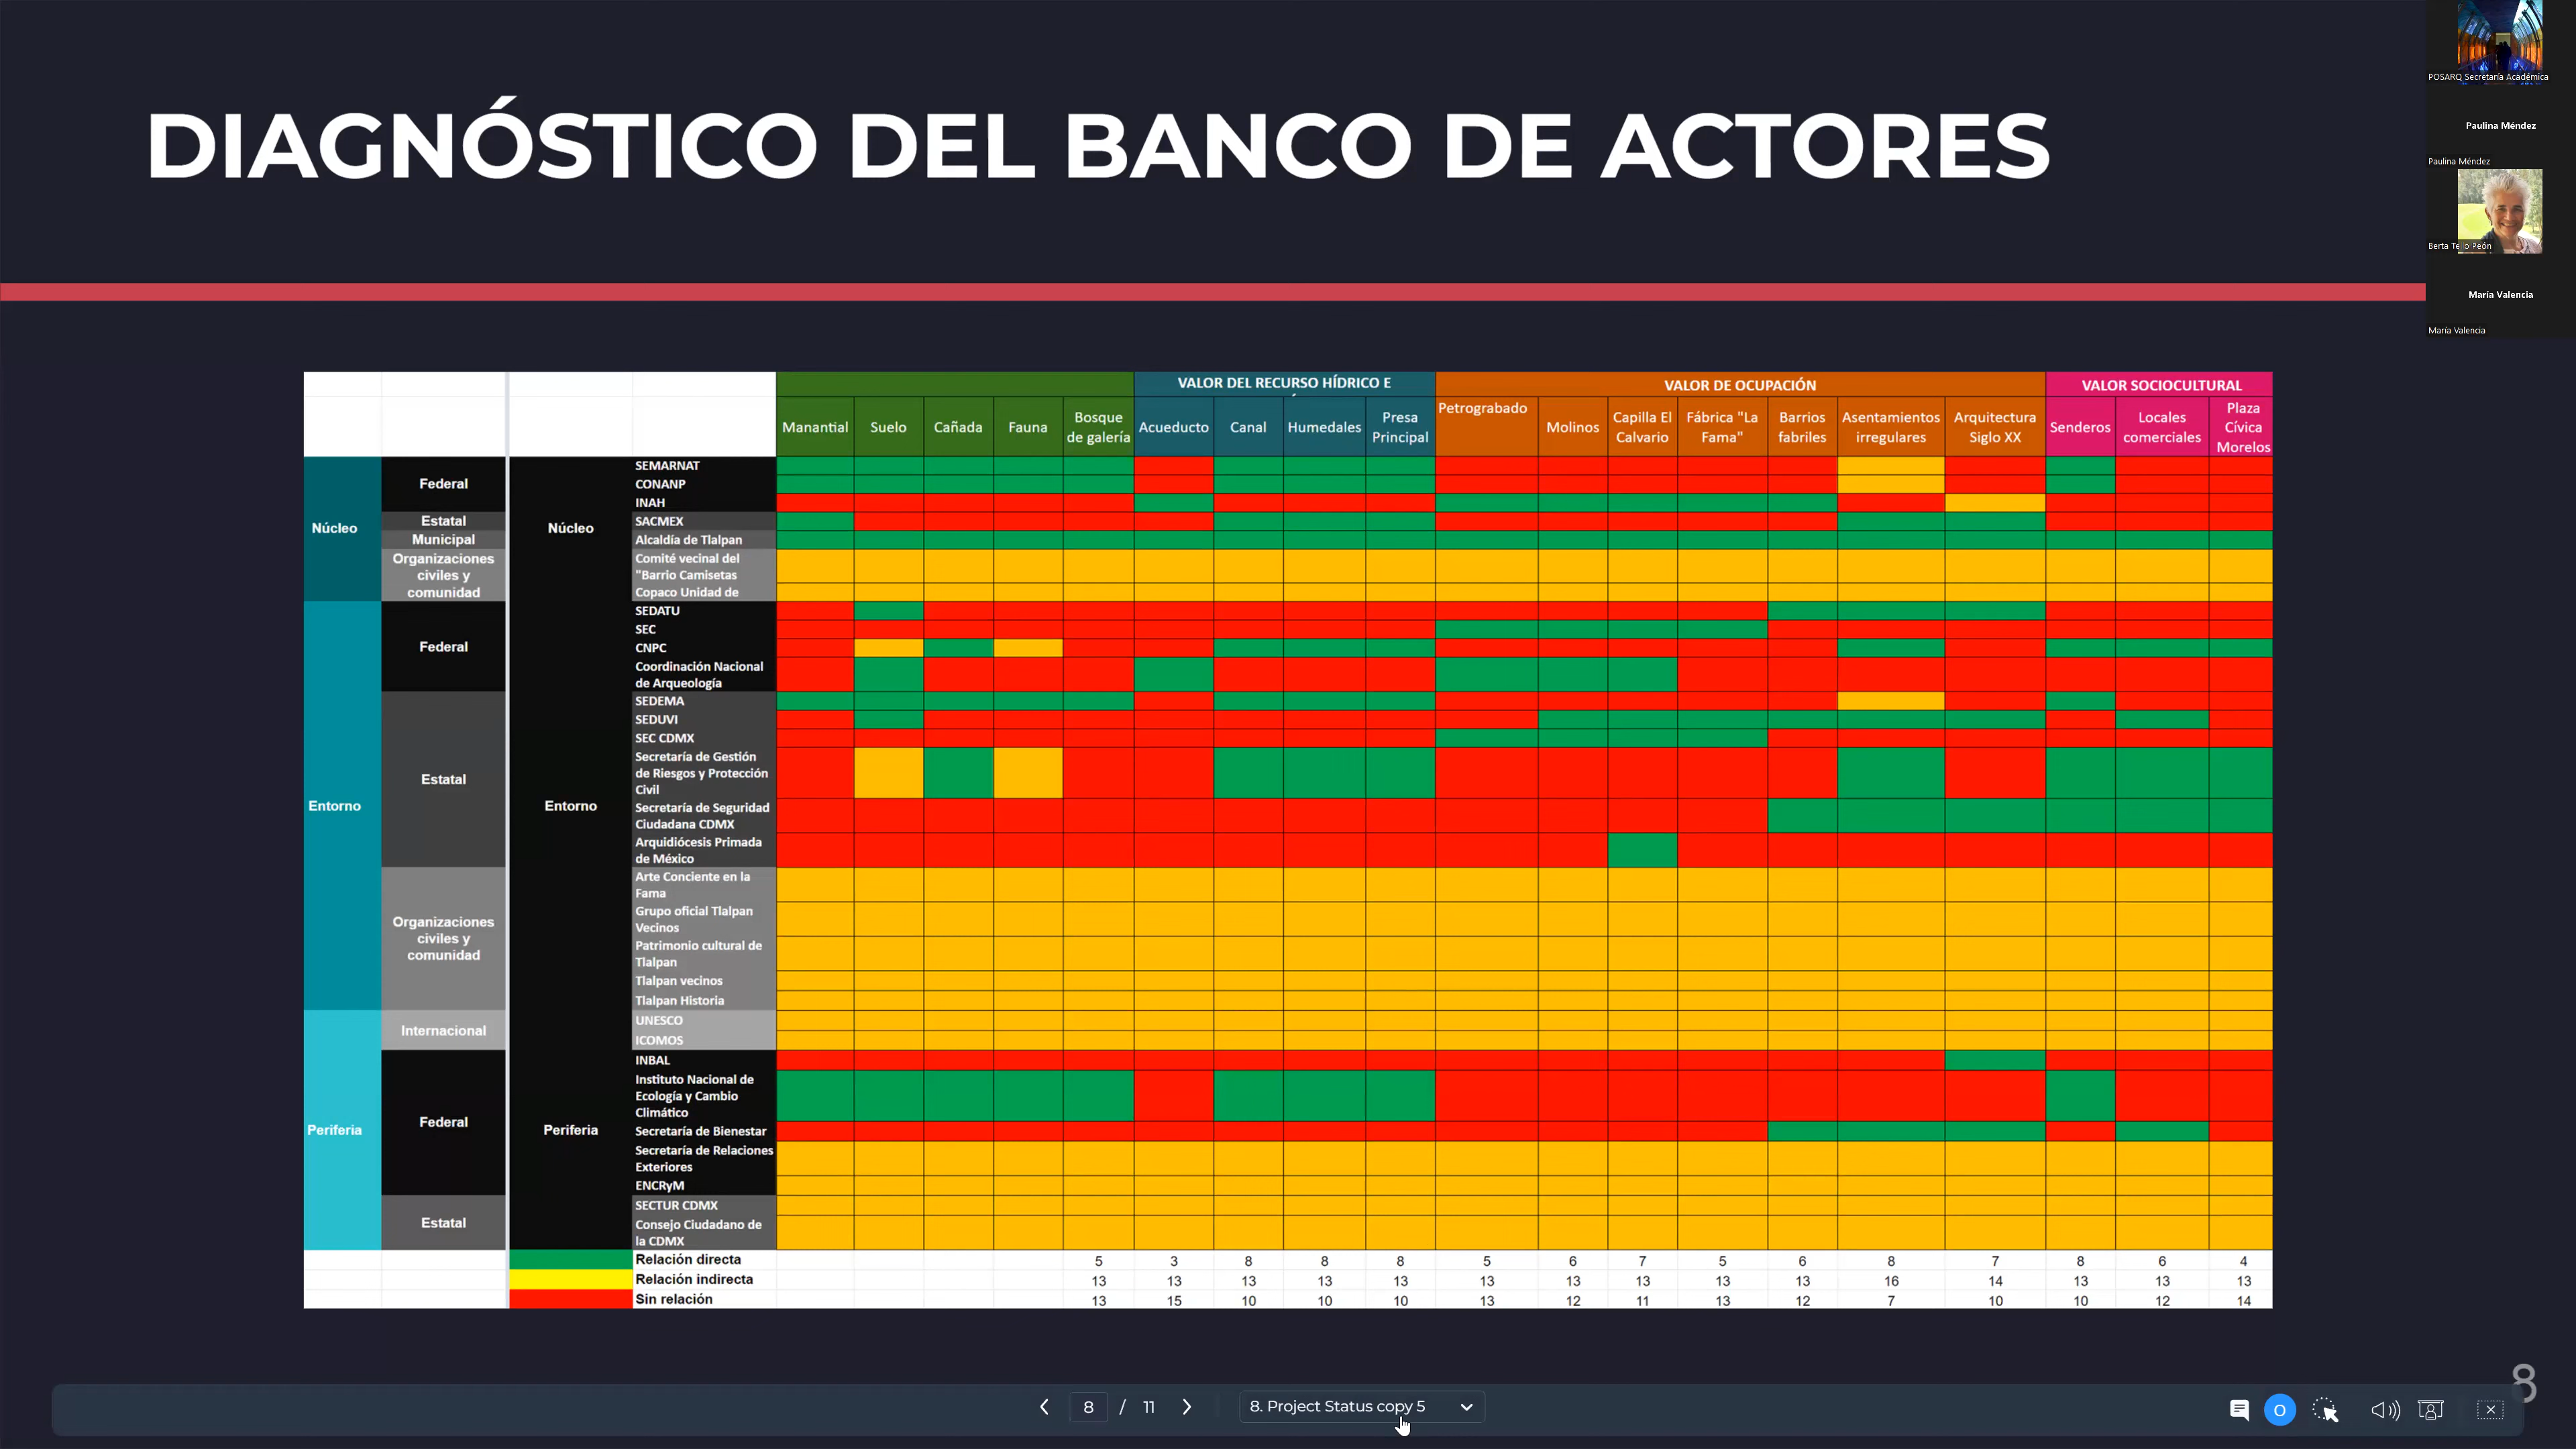 DIAGNÓSTICO DEL BANCO DE ACTORES
POSARQ Secretaría Académica
Paulina Méndez
Paulina Méndez
Berta Tello Peón
María Valencia
María Valencia
VALOR DEL RECURSO HÍDRICO E
VALOR DE OCUPACIÓN
VALOR SOCIOCULTURAL
Manantial
Suelo
Cañada
Fauna
Bosque
de galería
Acueducto
Canal
Humedales
Presa
Principal
Petrograbado
Molinos
Capilla El
Calvario
Fábrica "La
Fama"
Barrios
fabriles
Asentamientos
irregulares
Arquitectura
Siglo XX
Senderos
Locales
comerciales
Plaza
Cívica
Morelos
Núcleo
Federal
Estatal
Municipal
Organizaciones
civiles y
comunidad
Núcleo
SEMARNAT
CONANP
INAH
SACMEX
Alcaldía de Tlalpan
Comité vecinal del
"Barrio Camisetas
Copaco Unidad de
Entorno
Federal
Estatal
Organizaciones
civiles y
comunidad
Entorno
SEDATU
SEC
CNPC
Coordinación Nacional
de Arqueología
SEDEMA
SEDUVI
SEC CDMX
Secretaría de Gestión
de Riesgos y Protección
Civil
Secretaría de Seguridad
Ciudadana CDMX
Arquidiócesis Primada
de México
Arte Conciente en la
Fama
Grupo oficial Tlalpan
Vecinos
Patrimonio cultural de
Tlalpan
Tlalpan vecinos
Tlalpan Historia
Periferia
Internacional
Federal
Estatal
Periferia
UNESCO
ICOMOS
INBAL
Instituto Nacional de
Ecología y Cambio
Climático
Secretaría de Bienestar
Secretaría de Relaciones
Exteriores
ENCRyM
SECTUR CDMX
Consejo Ciudadano de
la CDMX
Relación directa 5 3 8 8 8 5 6 7 5 6 8 7 8 6 4
Relación indirecta 13 13 13 13 13 13 13 13 13 13 16 14 13 13 13
Sin relación 13 15 10 10 10 13 12 11 13 12 7 10 10 12 14
8
8 / 11
8. Project Status copy 5
O